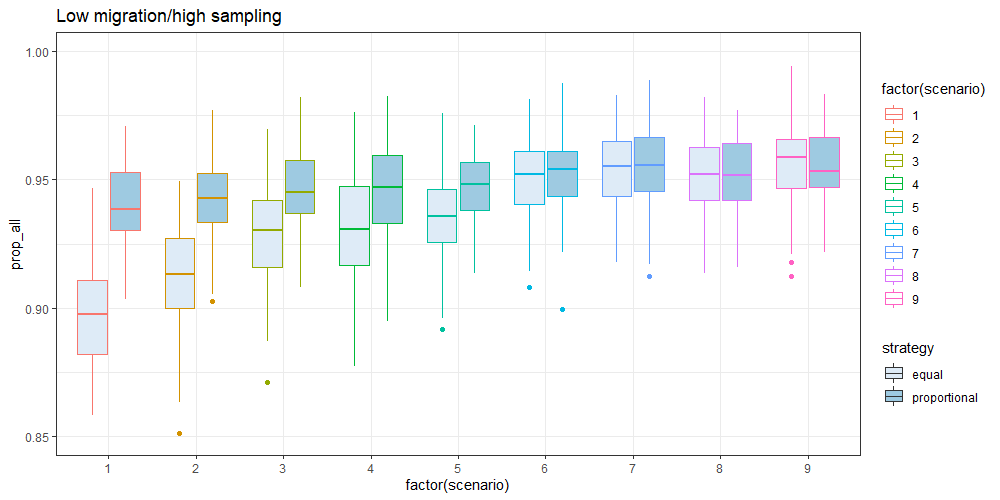 Low migration/high sampling
prop_all
1.00
0.95
0.90
0.85
1 2 3 4 5 6 7 8 9
factor(scenario)
factor(scenario)
1
2
3
4
5
6
7
8
9
strategy
equal
proportional